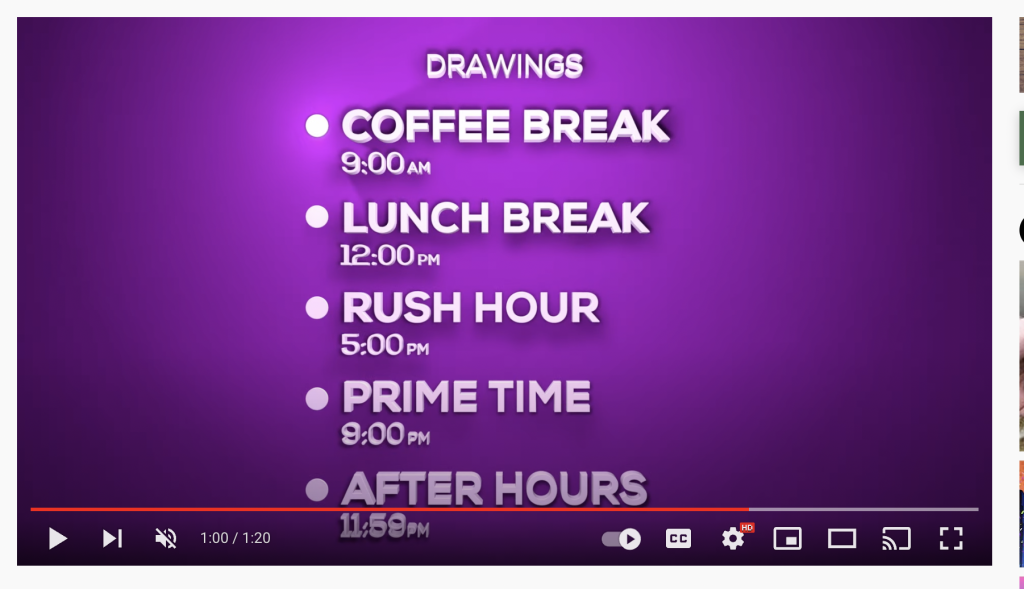 DRAWINGS
COFFEE BREAK
9:00 AM
LUNCH BREAK
12:00 PM
RUSH HOUR
5:00 PM
PRIME TIME
9:00 PM
AFTER HOURS
11:59 PM
1:00 / 1:20
CC
HD